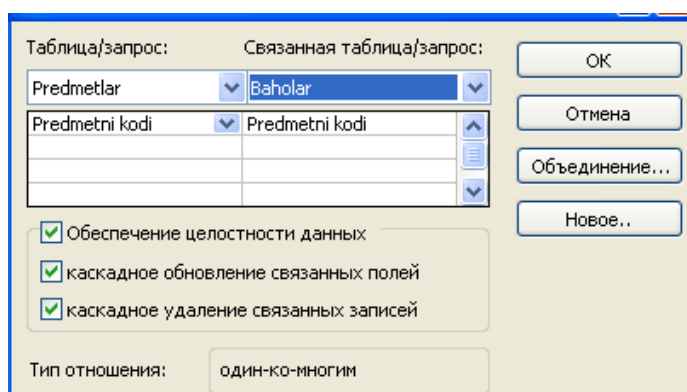 Таблица/запрос: Связанная таблица/запрос:
Predmetlar Baholar
Predmetni kodi Predmetni kodi
ОК
Отмена
Объединение...
Новое..
Обеспечение целостности данных
каскадное обновление связанных полей
каскадное удаление связанных записей
Тип отношения: один-ко-многим